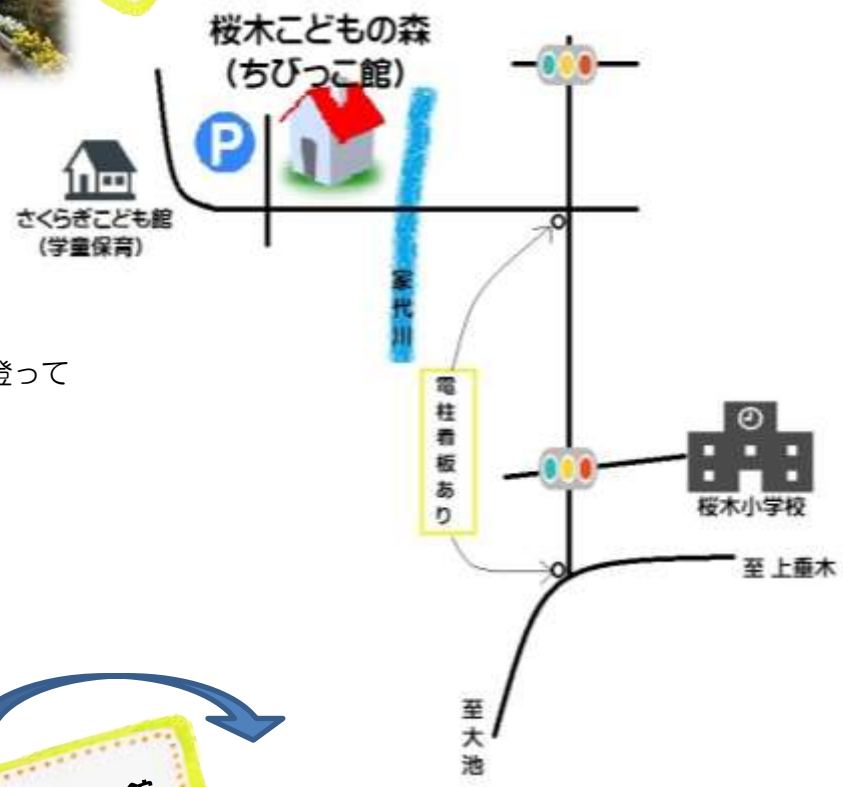 桜木こどもの森
（ちびっこ館）
P
さくらぎこども館
（学童保育）
家代川
登って
電柱看板あり
桜木小学校
至 上垂木
至大池
館